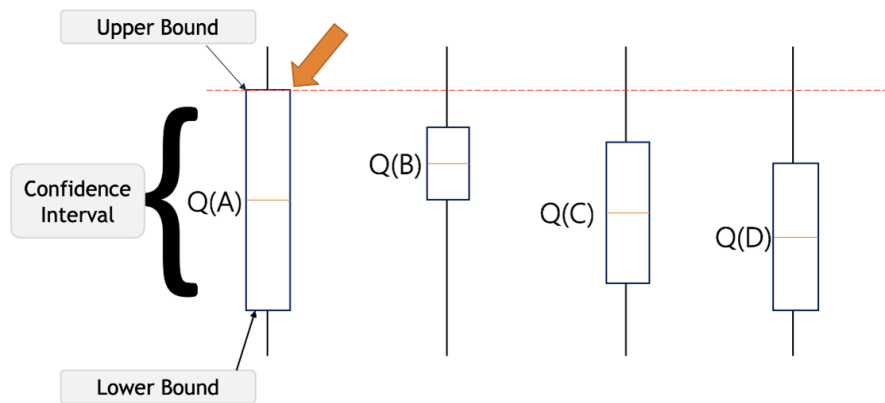 Upper Bound
Confidence
Interval
Q(A)
Q(B)
Q(C)
Q(D)
Lower Bound